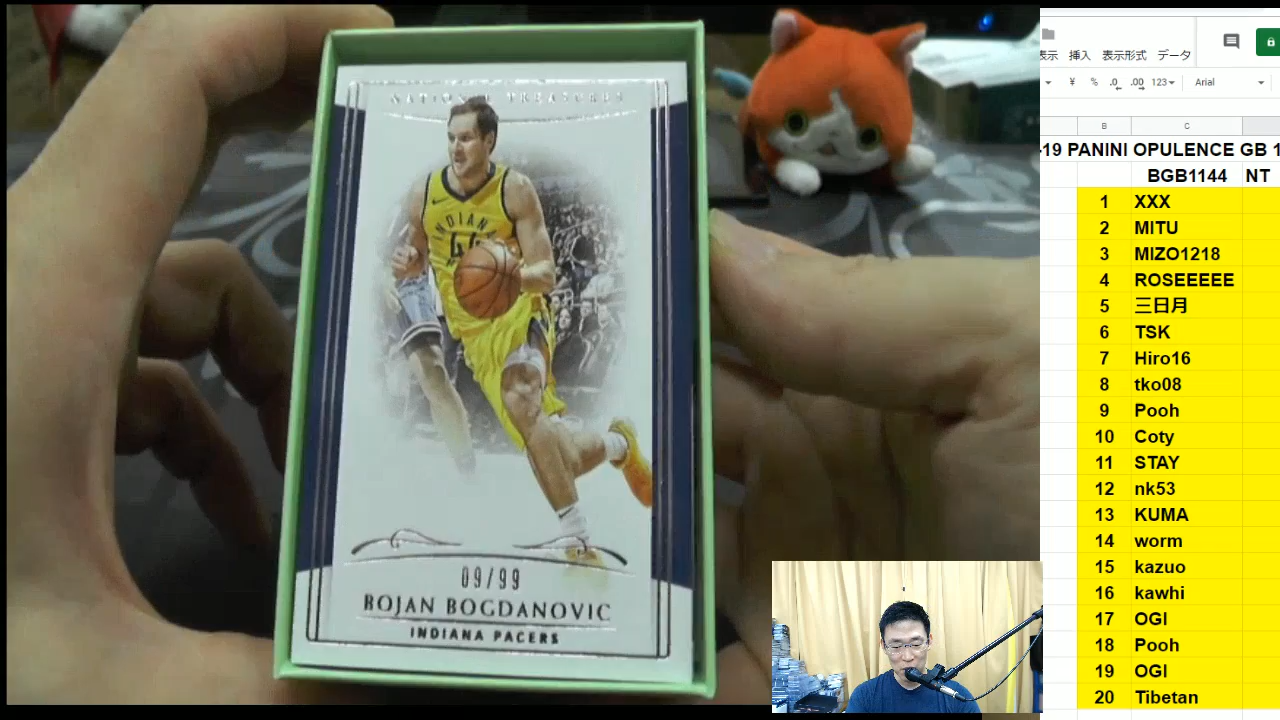 NATIONAL TREASURES
INDIANA
44
09/99
BOJAN BOGDANOVIC
INDIANA PACERS
表示 挿入 表示形式 データ
¥ % .0 .00 123 Arial
B C
-19 PANINI OPULENCE GB 1
BGB1144 NT
1 XXX
2 MITU
3 MIZO1218
4 ROSEEEEE
5 三日月
6 TSK
7 Hiro16
8 tko08
9 Pooh
10 Coty
11 STAY
12 nk53
13 KUMA
14 worm
15 kazuo
16 kawhi
17 OGI
18 Pooh
19 OGI
20 Tibetan